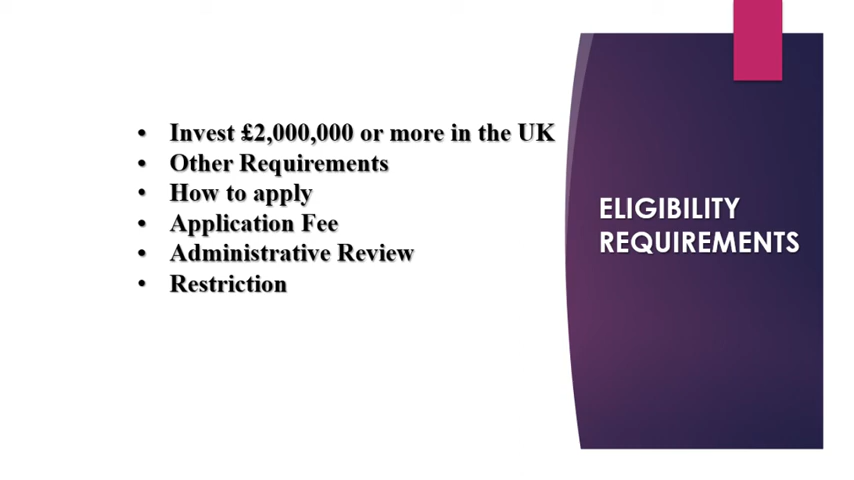 • Invest £2,000,000 or more in the UK
• Other Requirements
• How to apply
• Application Fee
• Administrative Review
• Restriction
ELIGIBILITY
REQUIREMENTS